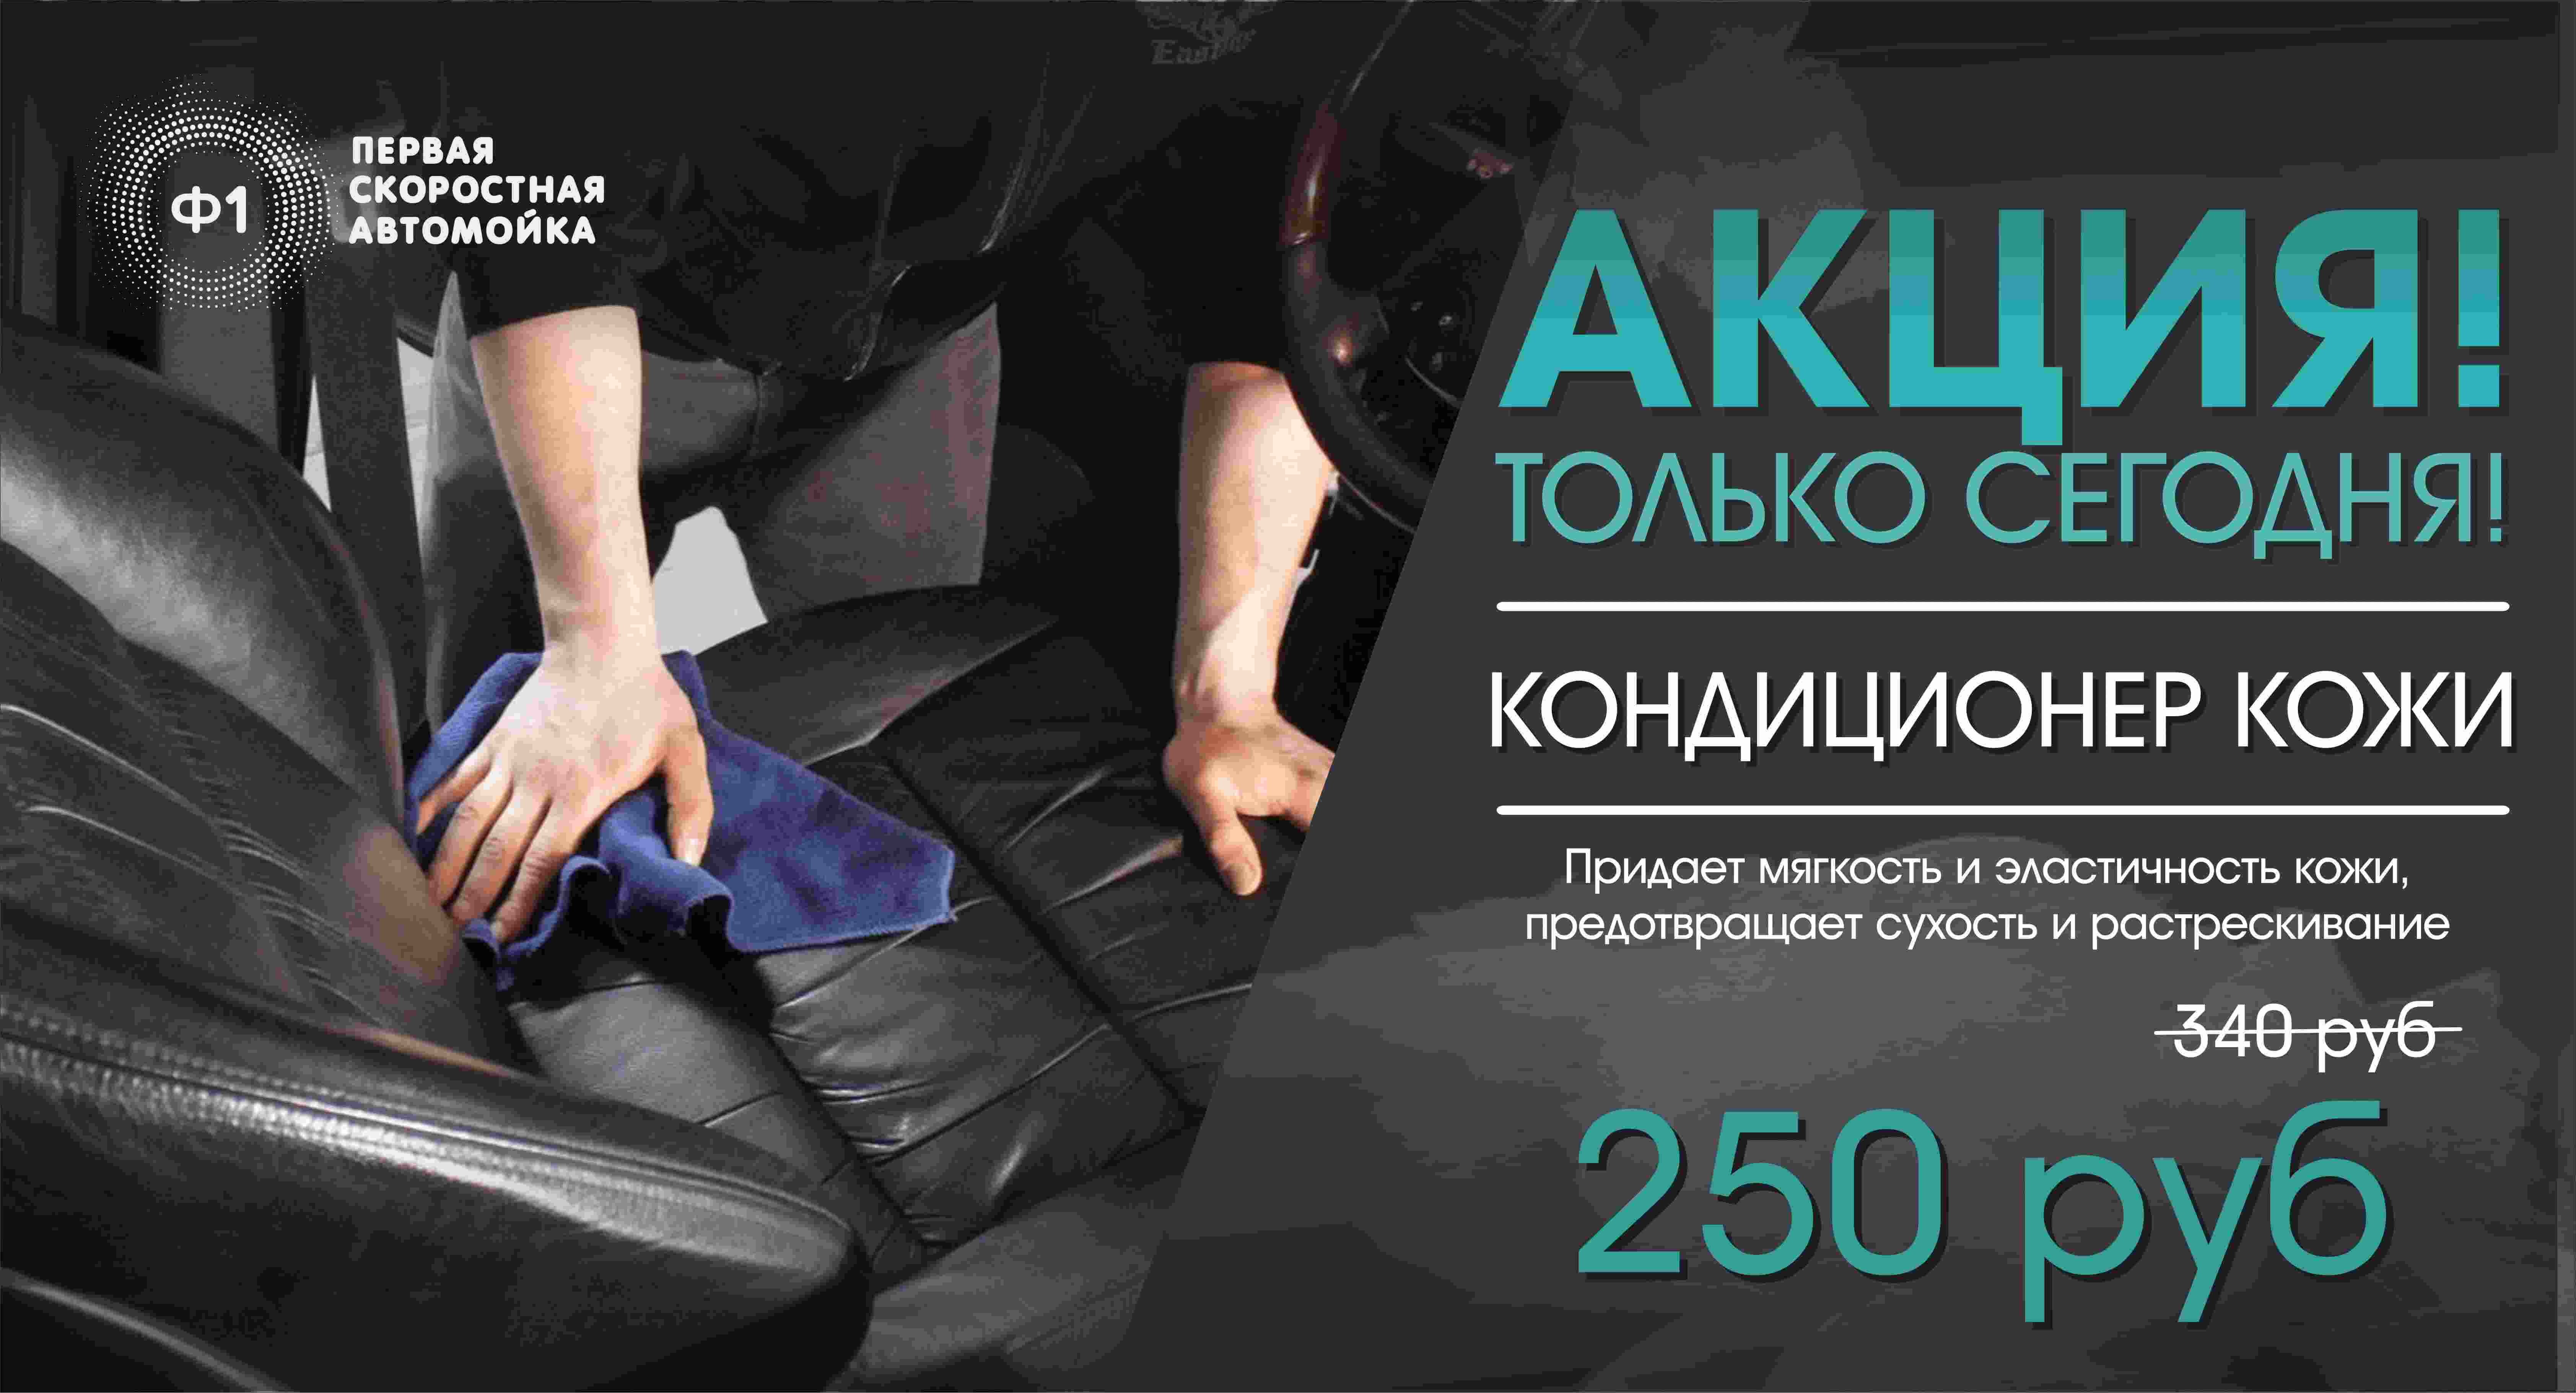 Ф1
ПЕРВАЯ
СКОРОСТНАЯ
АВТОМОЙКА
АКЦИЯ!
ТОЛЬКО СЕГОДНЯ!
КОНДИЦИОНЕР КОЖИ
Придает мягкость и эластичность кожи,
предотвращает сухость и растрескивание
340 руб
250 руб